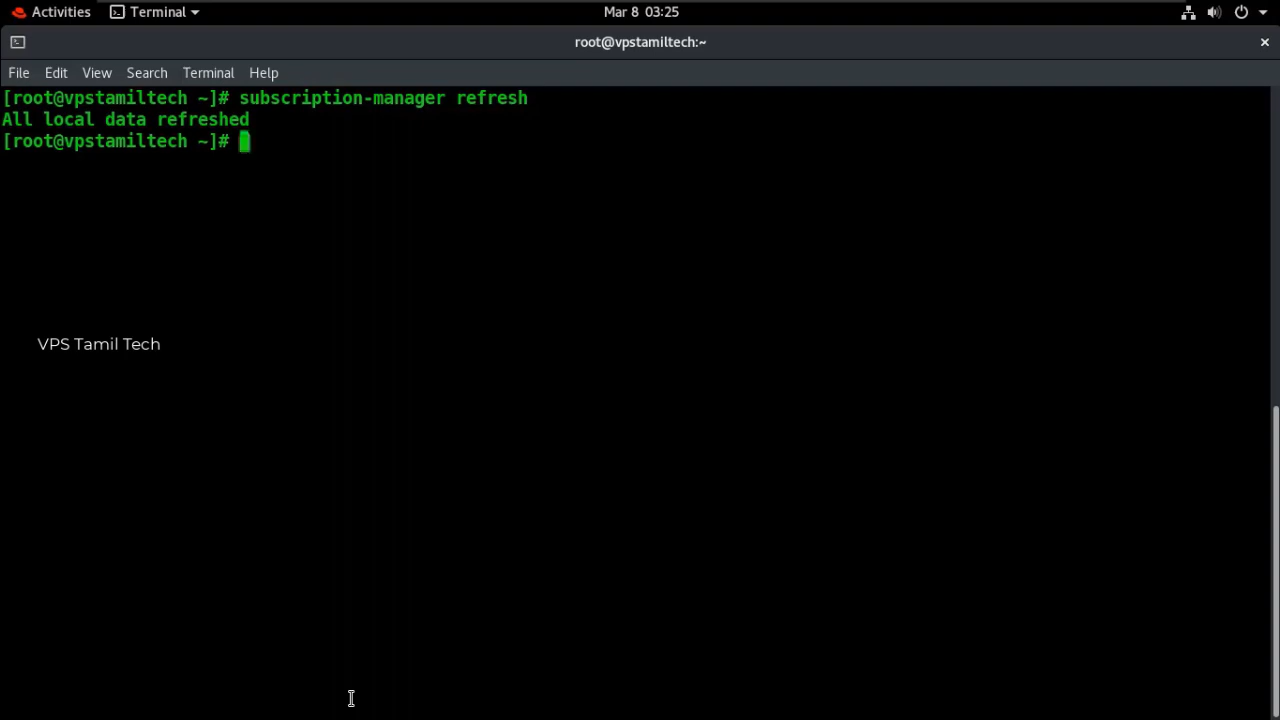 Activities Terminal Mar 8 03:25
root@vpstamiltech:~
File Edit View Search Terminal Help
[root@vpstamiltech ~]# subscription-manager refresh
All local data refreshed
[root@vpstamiltech ~]#
VPS Tamil Tech